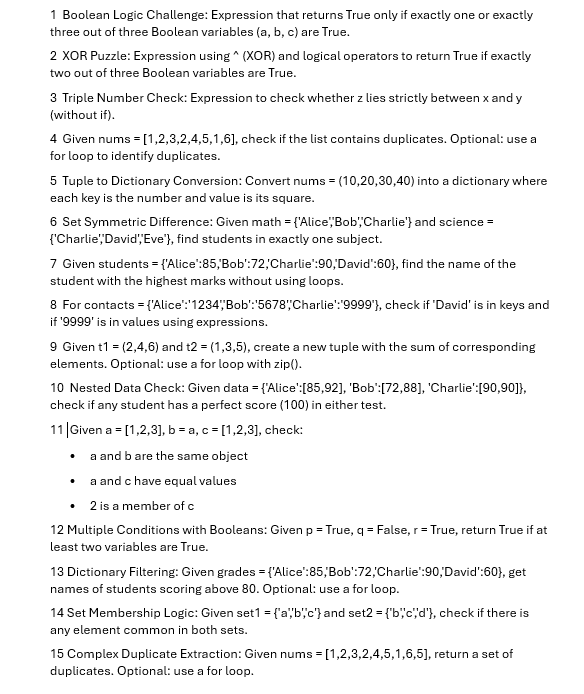 1 Boolean Logic Challenge: Expression that returns True only if exactly one or exactly
three out of three Boolean variables (a, b, c) are True.
2 XOR Puzzle: Expression using ^ (XOR) and logical operators to return True if exactly
two out of three Boolean variables are True.
3 Triple Number Check: Expression to check whether z lies strictly between x and y
(without if).
4 Given nums = [1,2,3,2,4,5,1,6], check if the list contains duplicates. Optional: use a
for loop to identify duplicates.
5 Tuple to Dictionary Conversion: Convert nums = (10,20,30,40) into a dictionary where
each key is the number and value is its square.
6 Set Symmetric Difference: Given math = {'Alice','Bob','Charlie'} and science =
{'Charlie','David','Eve'}, find students in exactly one subject.
7 Given students = {'Alice':85,'Bob':72,'Charlie':90,'David':60}, find the name of the
student with the highest marks without using loops.
8 For contacts = {'Alice':'1234','Bob':'5678','Charlie':'9999'}, check if 'David' is in keys and
if '9999' is in values using expressions.
9 Given t1 = (2,4,6) and t2 = (1,3,5), create a new tuple with the sum of corresponding
elements. Optional: use a for loop with zip().
10 Nested Data Check: Given data = {'Alice':[85,92], 'Bob':[72,88], 'Charlie':[90,90]},
check if any student has a perfect score (100) in either test.
11 Given a = [1,2,3], b = a, c = [1,2,3], check:
• a and b are the same object
• a and c have equal values
• 2 is a member of c
12 Multiple Conditions with Booleans: Given p = True, q = False, r = True, return True if at
least two variables are True.
13 Dictionary Filtering: Given grades = {'Alice':85,'Bob':72,'Charlie':90,'David':60}, get
names of students scoring above 80. Optional: use a for loop.
14 Set Membership Logic: Given set1 = {'a','b','c'} and set2 = {'b','c','d'}, check if there is
any element common in both sets.
15 Complex Duplicate Extraction: Given nums = [1,2,3,2,4,5,1,6,5], return a set of
duplicates. Optional: use a for loop.